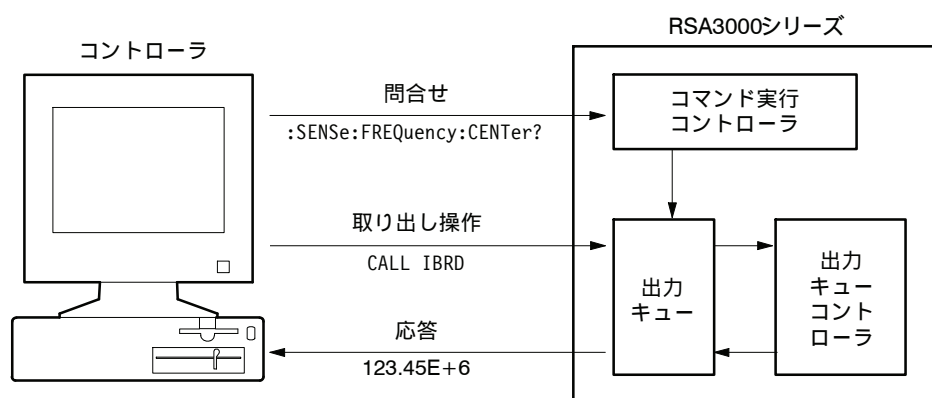 RSA3000シリーズ
コントローラ
問合せ
:SENSe:FREQuency:CENTer?
コマンド実行
コントローラ
取り出し操作
CALL IBRD
出力
キュー
出力
キュー
コント
ローラ
応答
123.45E+6